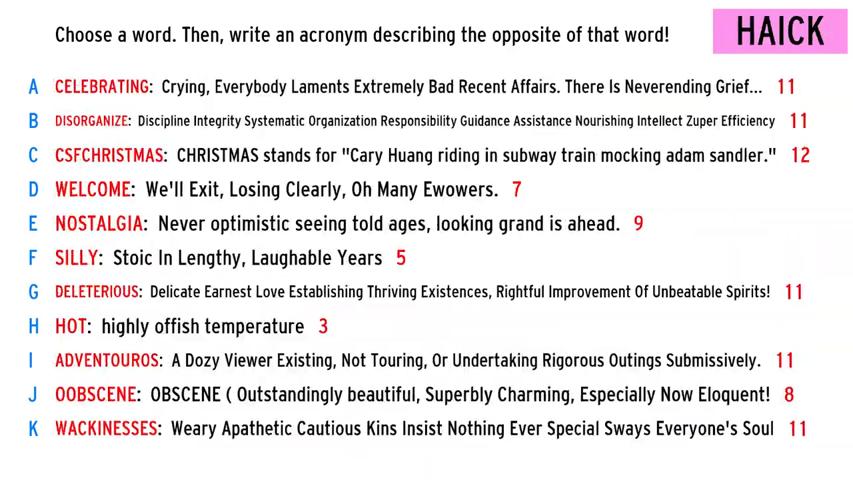 Choose a word. Then, write an acronym describing the opposite of that word!
HAICK
A CELEBRATING: Crying, Everybody Laments Extremely Bad Recent Affairs. There Is Neverending Grief... 11
B DISORGANIZE: Discipline Integrity Systematic Organization Responsibility Guidance Assistance Nourishing Intellect Zuper Efficiency 11
C CSFCHRISTMAS: CHRISTMAS stands for "Cary Huang riding in subway train mocking adam sandler." 12
D WELCOME: We'll Exit, Losing Clearly, Oh Many Ewowers. 7
E NOSTALGIA: Never optimistic seeing told ages, looking grand is ahead. 9
F SILLY: Stoic In Lengthy, Laughable Years 5
G DELETERIOUS: Delicate Earnest Love Establishing Thriving Existences, Rightful Improvement Of Unbeatable Spirits! 11
H HOT: highly offish temperature 3
I ADVENTOUROS: A Dozy Viewer Existing, Not Touring, Or Undertaking Rigorous Outings Submissively. 11
J OOBSCENE: OBSCENE ( Outstandingly beautiful, Superbly Charming, Especially Now Eloquent! 8
K WACKINESSES: Weary Apathetic Cautious Kins Insist Nothing Ever Special Sways Everyone's Soul 11